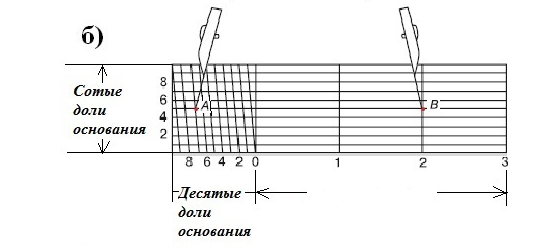 б)
Сотые
доли
основания
8
6
4
2
A
B
8 6 4 2 0 1 2 3
Десятые
доли
основания